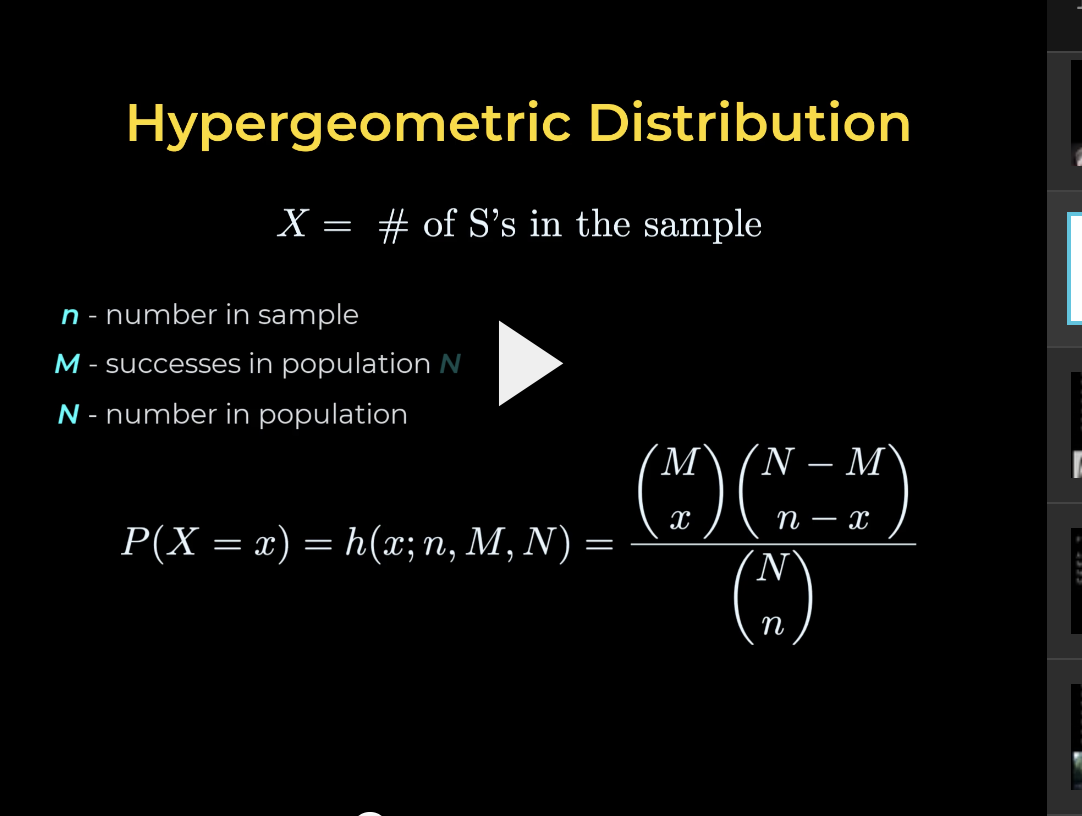 Hypergeometric Distribution
X = # of S's in the sample
n - number in sample
M - successes in population N
N - number in population
P(X = x) = h(x; n, M, N) = \frac{\binom{M}{x}\binom{N - M}{n - x}}{\binom{N}{n}}